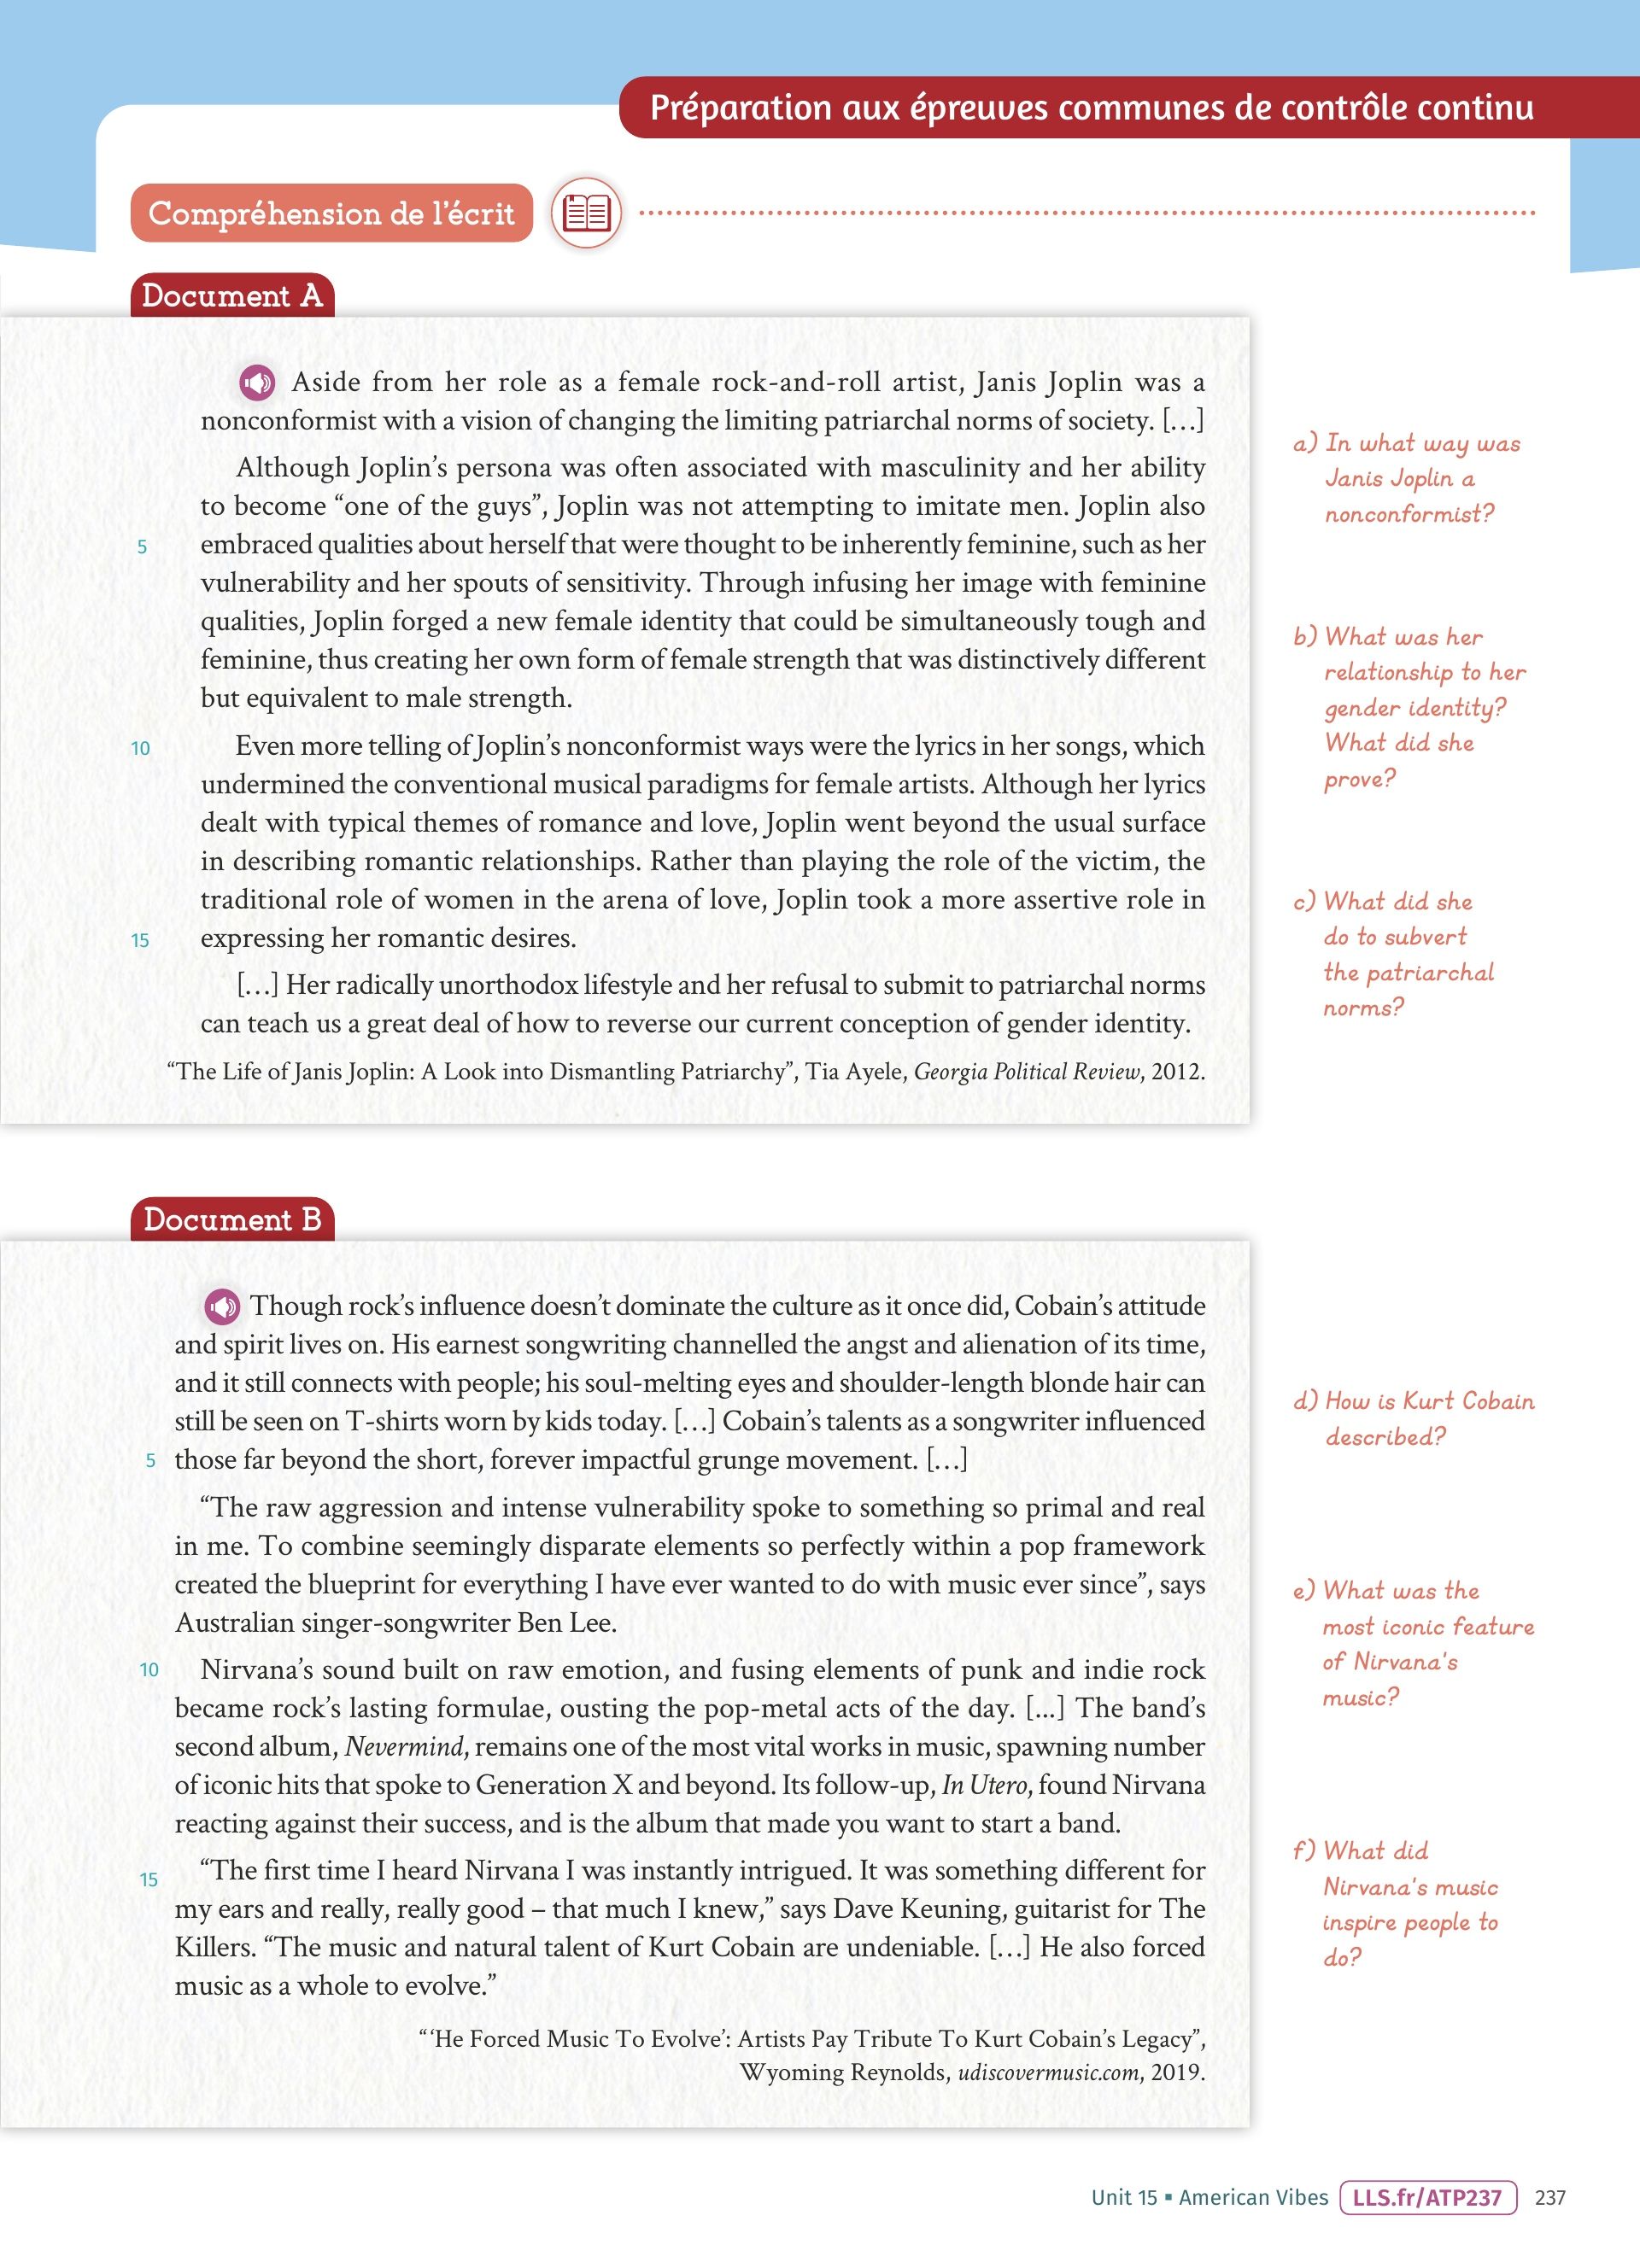 Préparation aux épreuves communes de contrôle continu
Compréhension de l'écrit
Document A
Aside from her role as a female rock-and-roll artist, Janis Joplin was a
nonconformist with a vision of changing the limiting patriarchal norms of society. […]
Although Joplin's persona was often associated with masculinity and her ability
to become “one of the guys”, Joplin was not attempting to imitate men. Joplin also
5 embraced qualities about herself that were thought to be inherently feminine, such as her
vulnerability and her spouts of sensitivity. Through infusing her image with feminine
qualities, Joplin forged a new female identity that could be simultaneously tough and
feminine, thus creating her own form of female strength that was distinctively different
but equivalent to male strength.
10 Even more telling of Joplin's nonconformist ways were the lyrics in her songs, which
undermined the conventional musical paradigms for female artists. Although her lyrics
dealt with typical themes of romance and love, Joplin went beyond the usual surface
in describing romantic relationships. Rather than playing the role of the victim, the
traditional role of women in the arena of love, Joplin took a more assertive role in
15 expressing her romantic desires.
[…] Her radically unorthodox lifestyle and her refusal to submit to patriarchal norms
can teach us a great deal of how to reverse our current conception of gender identity.
“The Life of Janis Joplin: A Look into Dismantling Patriarchy”, Tia Ayele, Georgia Political Review, 2012.
a) In what way was
Janis Joplin a
nonconformist?
b) What was her
relationship to her
gender identity?
What did she
prove?
c) What did she
do to subvert
the patriarchal
norms?
Document B
Though rock's influence doesn't dominate the culture as it once did, Cobain's attitude
and spirit lives on. His earnest songwriting channelled the angst and alienation of its time,
and it still connects with people; his soul-melting eyes and shoulder-length blonde hair can
still be seen on T-shirts worn by kids today. […] Cobain's talents as a songwriter influenced
5 those far beyond the short, forever impactful grunge movement. […]
“The raw aggression and intense vulnerability spoke to something so primal and real
in me. To combine seemingly disparate elements so perfectly within a pop framework
created the blueprint for everything I have ever wanted to do with music ever since”, says
Australian singer-songwriter Ben Lee.
10 Nirvana's sound built on raw emotion, and fusing elements of punk and indie rock
became rock's lasting formulae, ousting the pop-metal acts of the day. [...] The band's
second album, Nevermind, remains one of the most vital works in music, spawning number
of iconic hits that spoke to Generation X and beyond. Its follow-up, In Utero, found Nirvana
reacting against their success, and is the album that made you want to start a band.
15 “The first time I heard Nirvana I was instantly intrigued. It was something different for
my ears and really, really good – that much I knew,” says Dave Keuning, guitarist for The
Killers. “The music and natural talent of Kurt Cobain are undeniable. […] He also forced
music as a whole to evolve.”
“‘He Forced Music To Evolve’: Artists Pay Tribute To Kurt Cobain's Legacy”,
Wyoming Reynolds, udiscovermusic.com, 2019.
d) How is Kurt Cobain
described?
e) What was the
most iconic feature
of Nirvana's
music?
f) What did
Nirvana's music
inspire people to
do?
Unit 15 ▪ American Vibes LLS.fr/ATP237 237